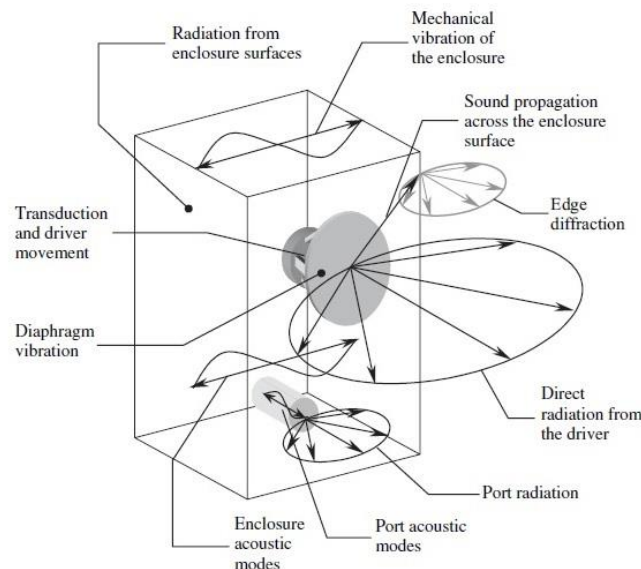 Radiation from
enclosure surfaces
Mechanical
vibration of
the enclosure
Sound propagation
across the enclosure
surface
Edge
diffraction
Transduction
and driver
movement
Diaphragm
vibration
Direct
radiation from
the driver
Port radiation
Enclosure
acoustic
modes
Port acoustic
modes